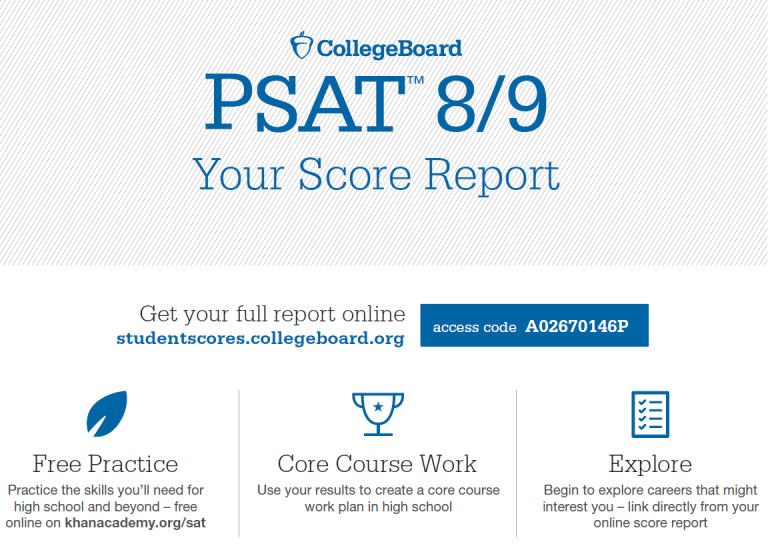 CollegeBoard
PSAT™ 8/9
Your Score Report
Get your full report online
studentscores.collegeboard.org
access code A02670146P
Free Practice
Practice the skills you’ll need for
high school and beyond – free
online on khanacademy.org/sat
Core Course Work
Use your results to create a core course
work plan in high school
Explore
Begin to explore careers that might
interest you – link directly from your
online score report